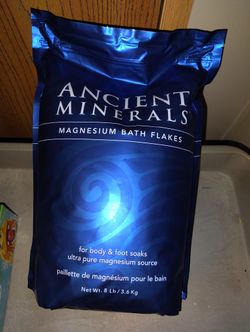 ANCIENT
MINERALS
MAGNESIUM BATH FLAKES
for body & foot soaks
ultra pure magnesium source
paillette de magnésium pour le bain
Net Wt. 8 Lb / 3.6 Kg